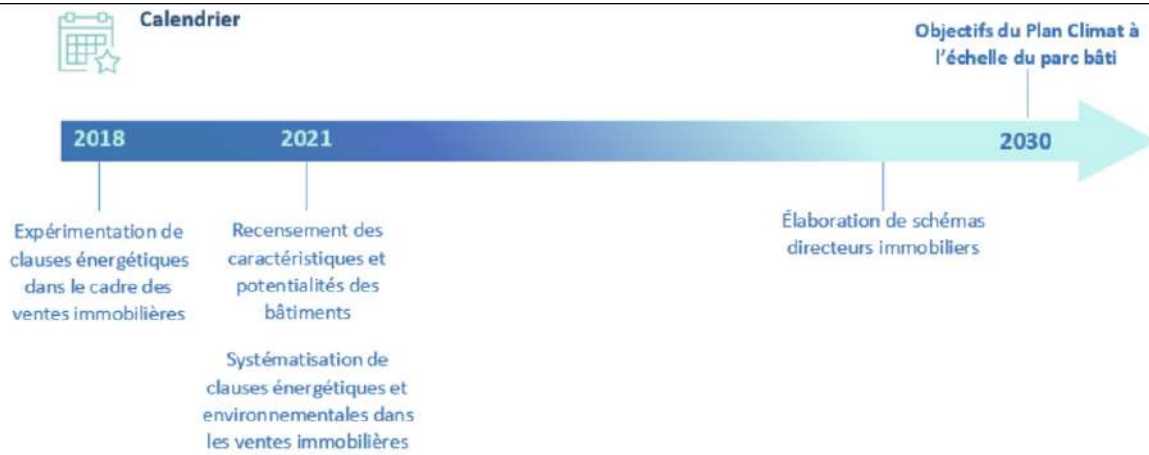 Calendrier
Objectifs du Plan Climat à
l'échelle du parc bâti
2018
2021
2030
Expérimentation de
clauses énergétiques
dans le cadre des
ventes immobilières
Recensement des
caractéristiques et
potentialités des
bâtiments
Systématisation de
clauses énergétiques et
environnementales dans
les ventes immobilières
Élaboration de schémas
directeurs immobiliers